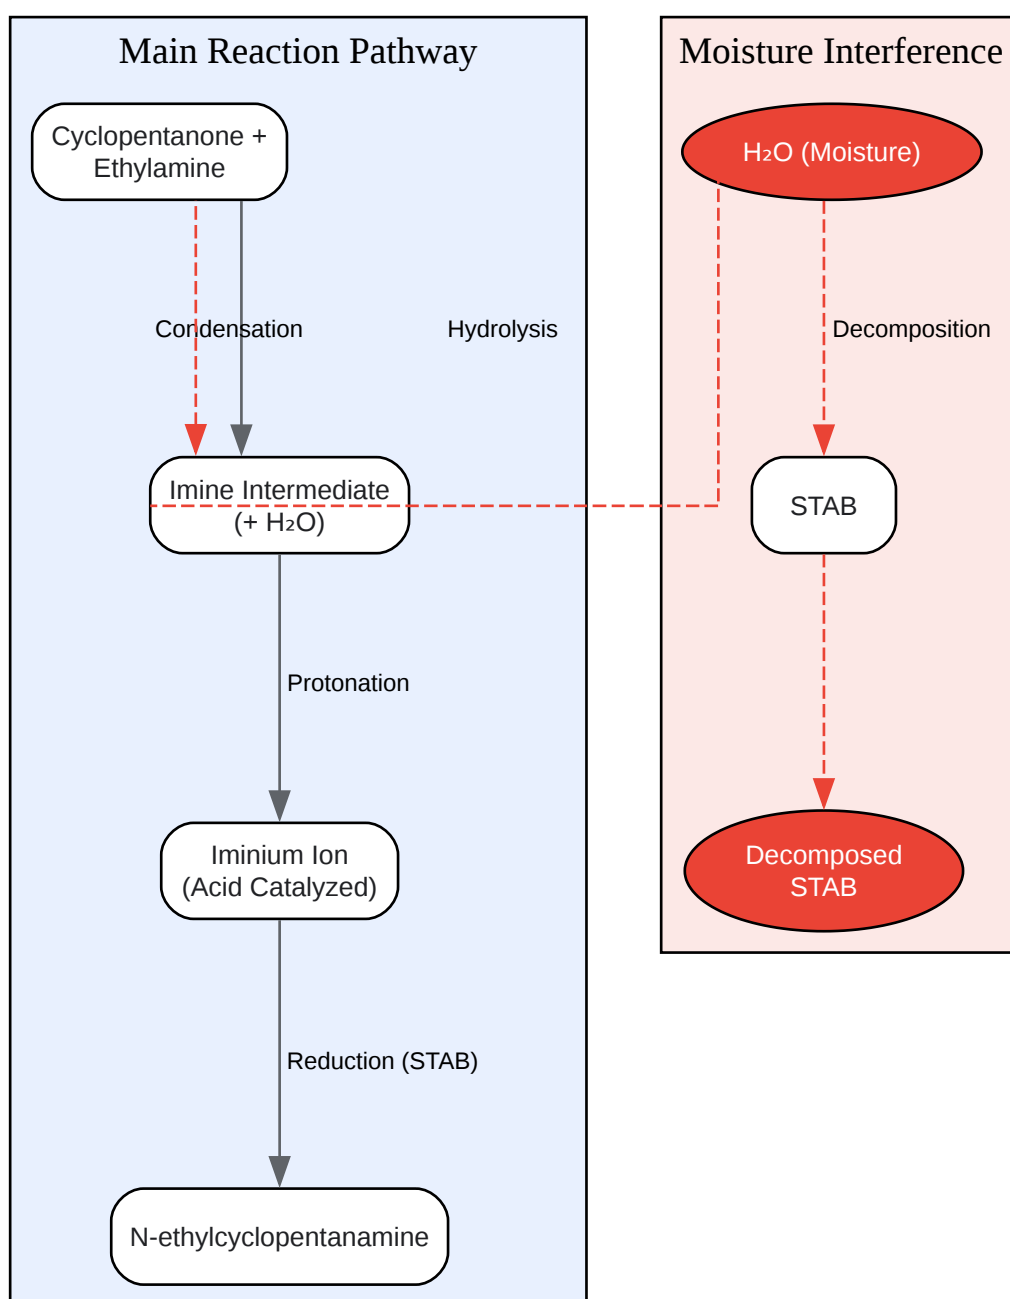 Main Reaction Pathway
Cyclopentanone +
Ethylamine
Condensation
Hydrolysis
Imine Intermediate
(+ H₂O)
Protonation
Iminium Ion
(Acid Catalyzed)
Reduction (STAB)
N-ethylcyclopentanamine
Moisture Interference
H₂O (Moisture)
Decomposition
STAB
Decomposed
STAB